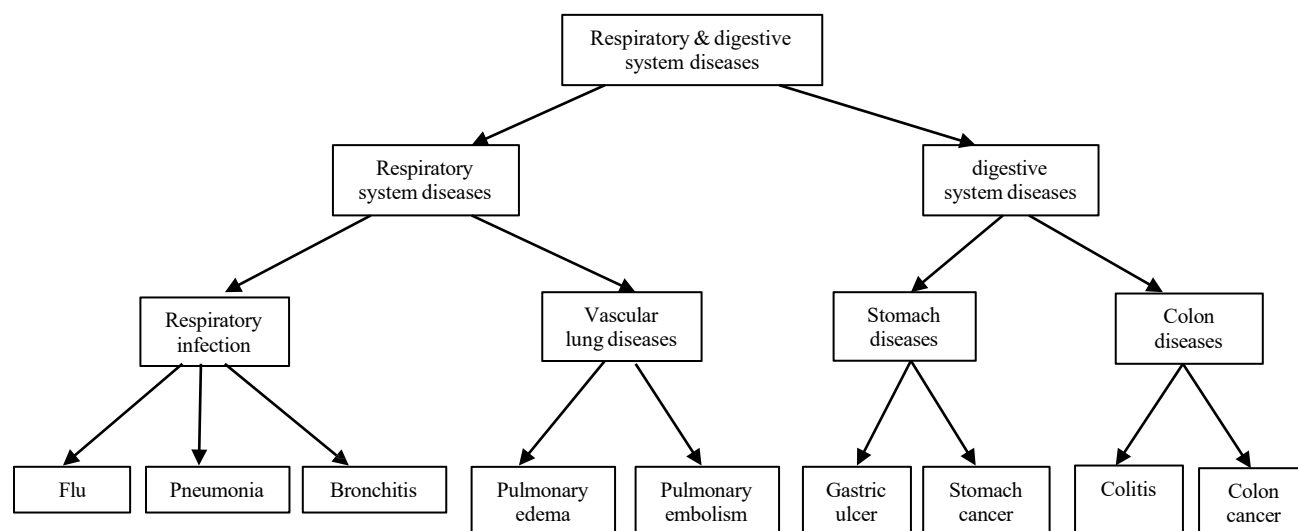 Respiratory & digestive
system diseases
Respiratory
system diseases
digestive
system diseases
Respiratory
infection
Vascular
lung diseases
Stomach
diseases
Colon
diseases
Flu
Pneumonia
Bronchitis
Pulmonary
edema
Pulmonary
embolism
Gastric
ulcer
Stomach
cancer
Colitis
Colon
cancer